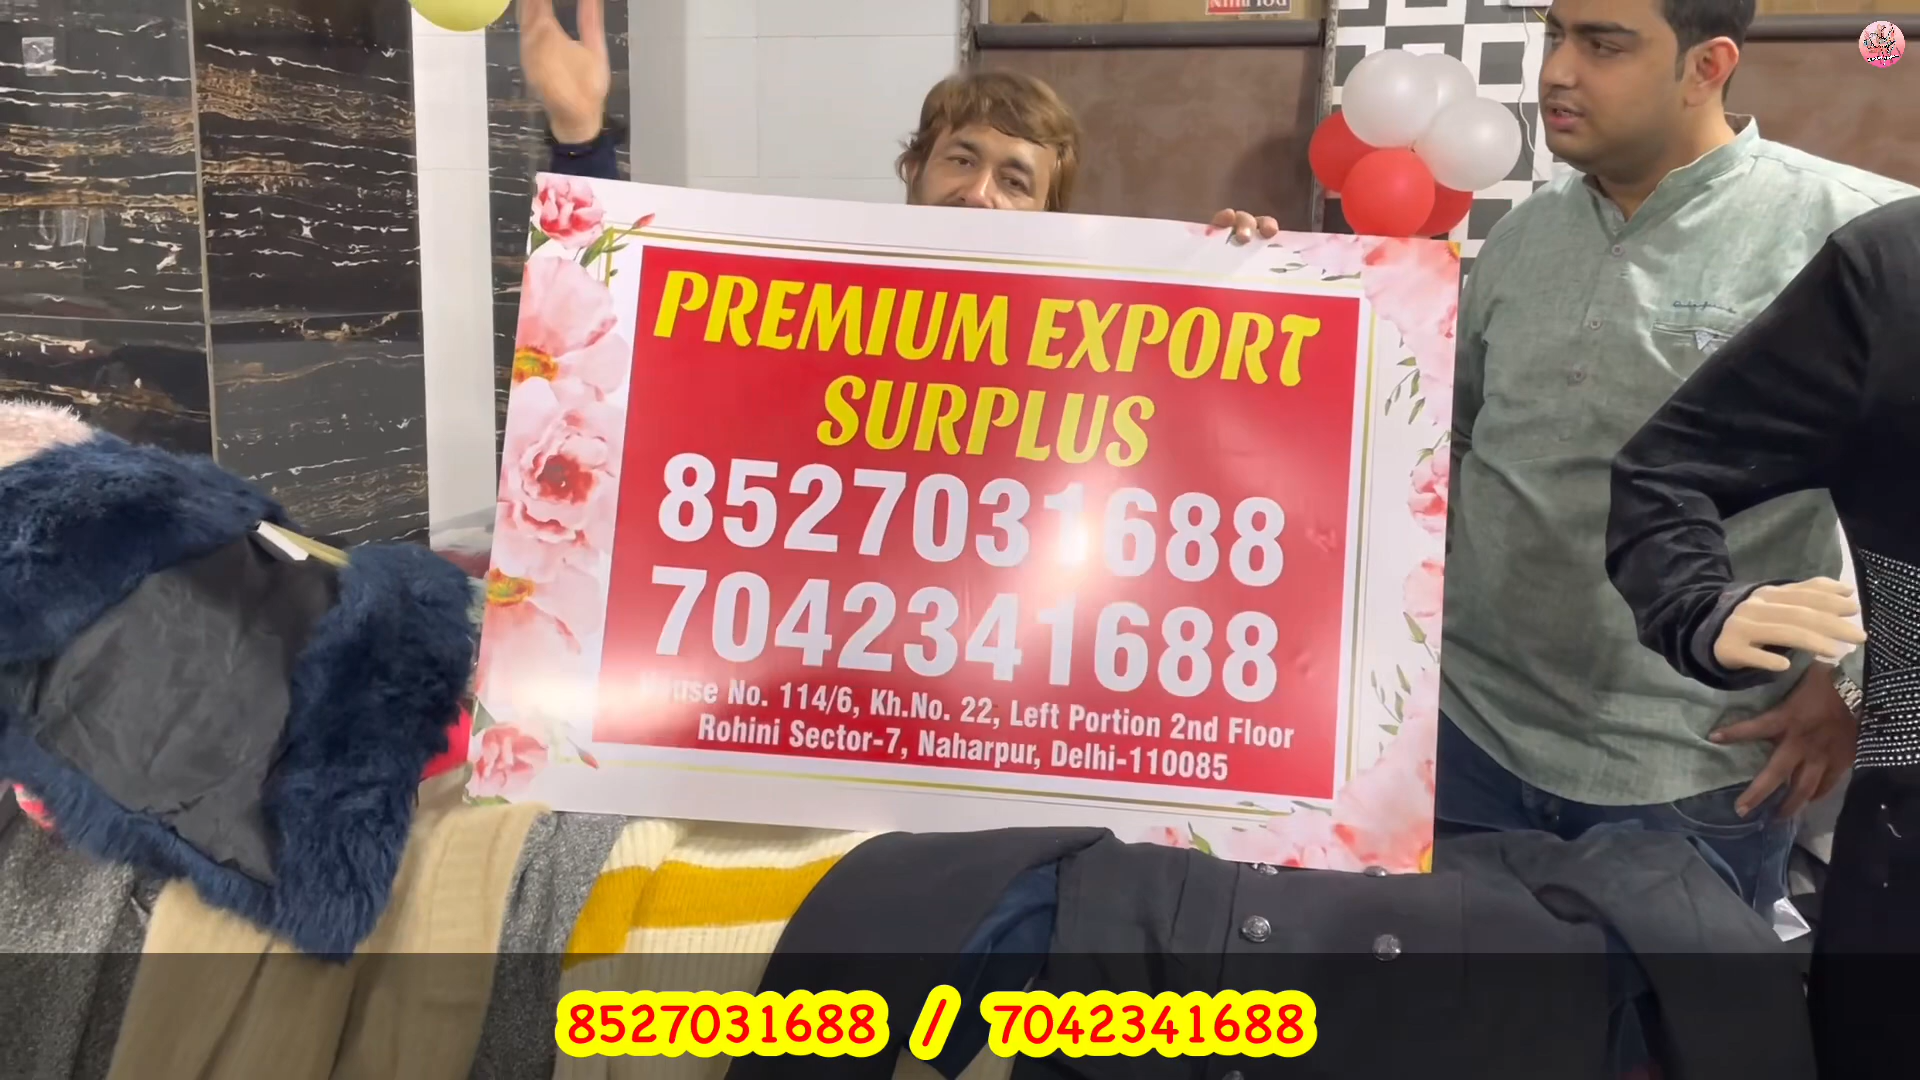 PREMIUM EXPORT
SURPLUS
8527031688
7042341688
House No. 114/6, Kh.No. 22, Left Portion 2nd Floor
Rohini Sector-7, Naharpur, Delhi-110085
8527031688 / 7042341688